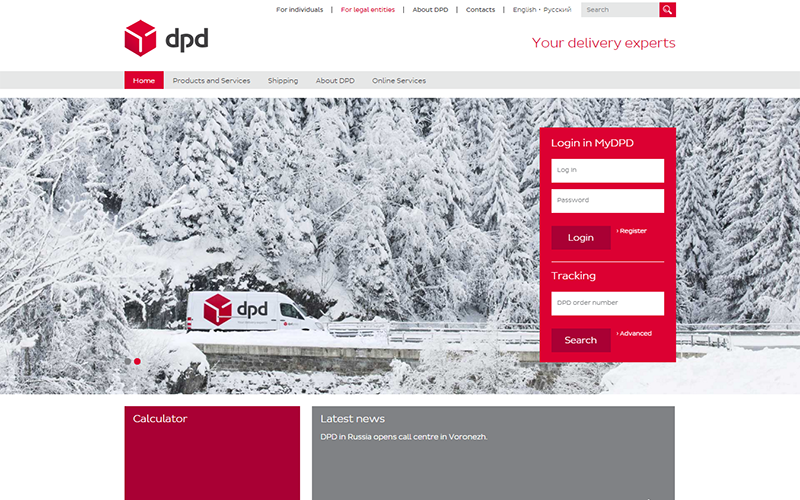 For individuals | For legal entities | About DPD | Contacts | English • Русский Search
dpd
Your delivery experts
Home Products and Services Shipping About DPD Online Services
Login in MyDPD
Log in
Password
Login › Register
Tracking
DPD order number
dpd
Search › Advanced
Calculator
Latest news
DPD in Russia opens call centre in Voronezh.